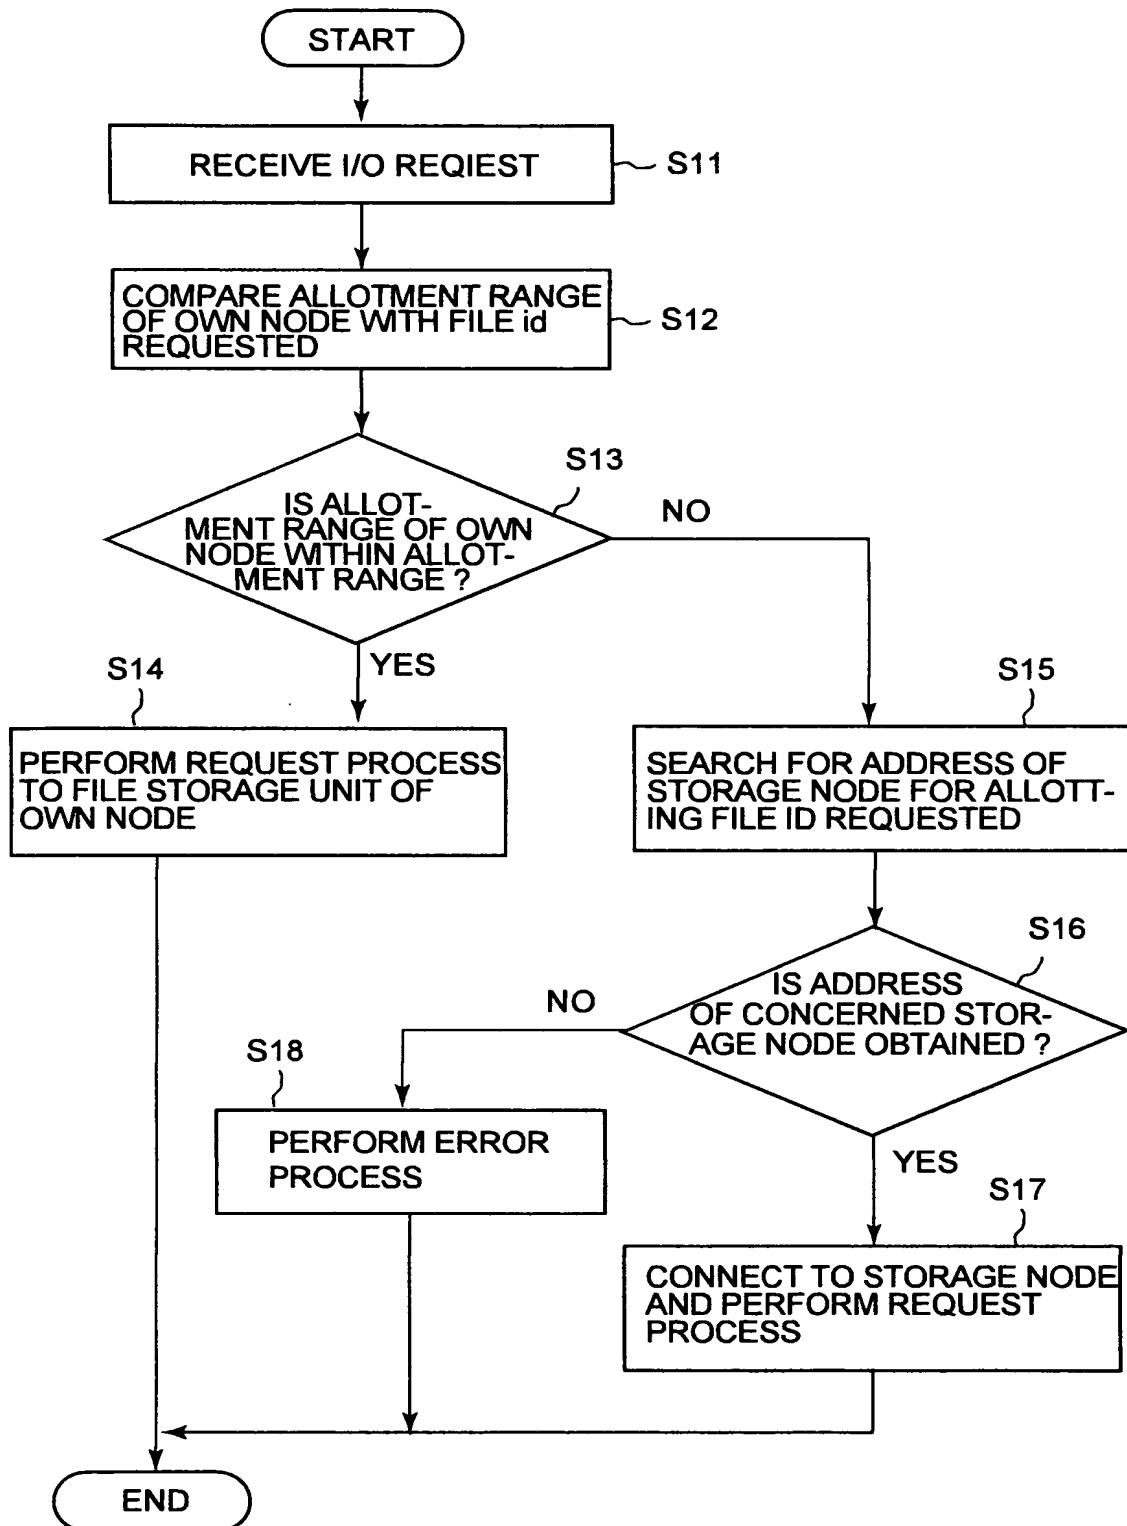 START
RECEIVE I/O REQIEST
S11
COMPARE ALLOTMENT RANGE
OF OWN NODE WITH FILE id
REQUESTED
S12
S13
IS ALLOT-
MENT RANGE OF OWN
NODE WITHIN ALLOT-
MENT RANGE ?
NO
YES
S14
PERFORM REQUEST PROCESS
TO FILE STORAGE UNIT OF
OWN NODE
S15
SEARCH FOR ADDRESS OF
STORAGE NODE FOR ALLOTT-
ING FILE ID REQUESTED
S16
IS ADDRESS
OF CONCERNED STOR-
AGE NODE OBTAINED ?
NO
S18
PERFORM ERROR
PROCESS
YES
S17
CONNECT TO STORAGE NODE
AND PERFORM REQUEST
PROCESS
END